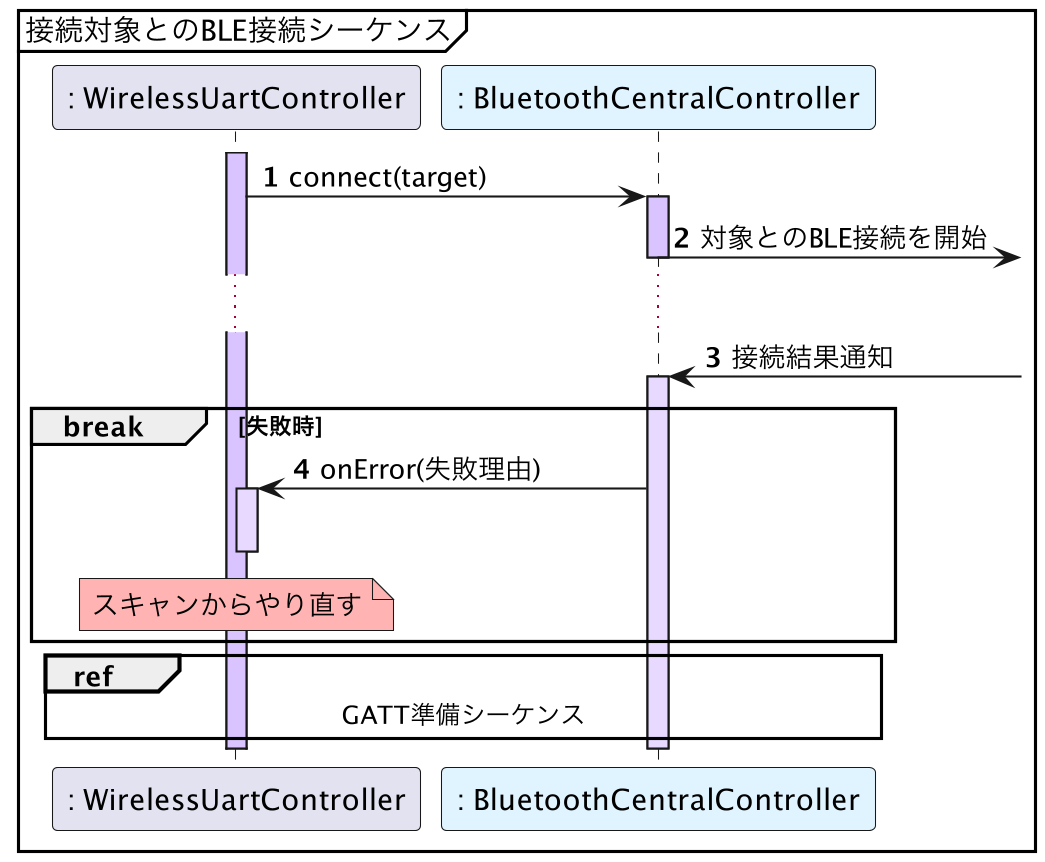 接続対象とのBLE接続シーケンス
: WirelessUartController
: BluetoothCentralController
1 connect(target)
2 対象とのBLE接続を開始
3 接続結果通知
break
[失敗時]
4 onError(失敗理由)
スキャンからやり直す
ref
GATT準備シーケンス
: WirelessUartController
: BluetoothCentralController